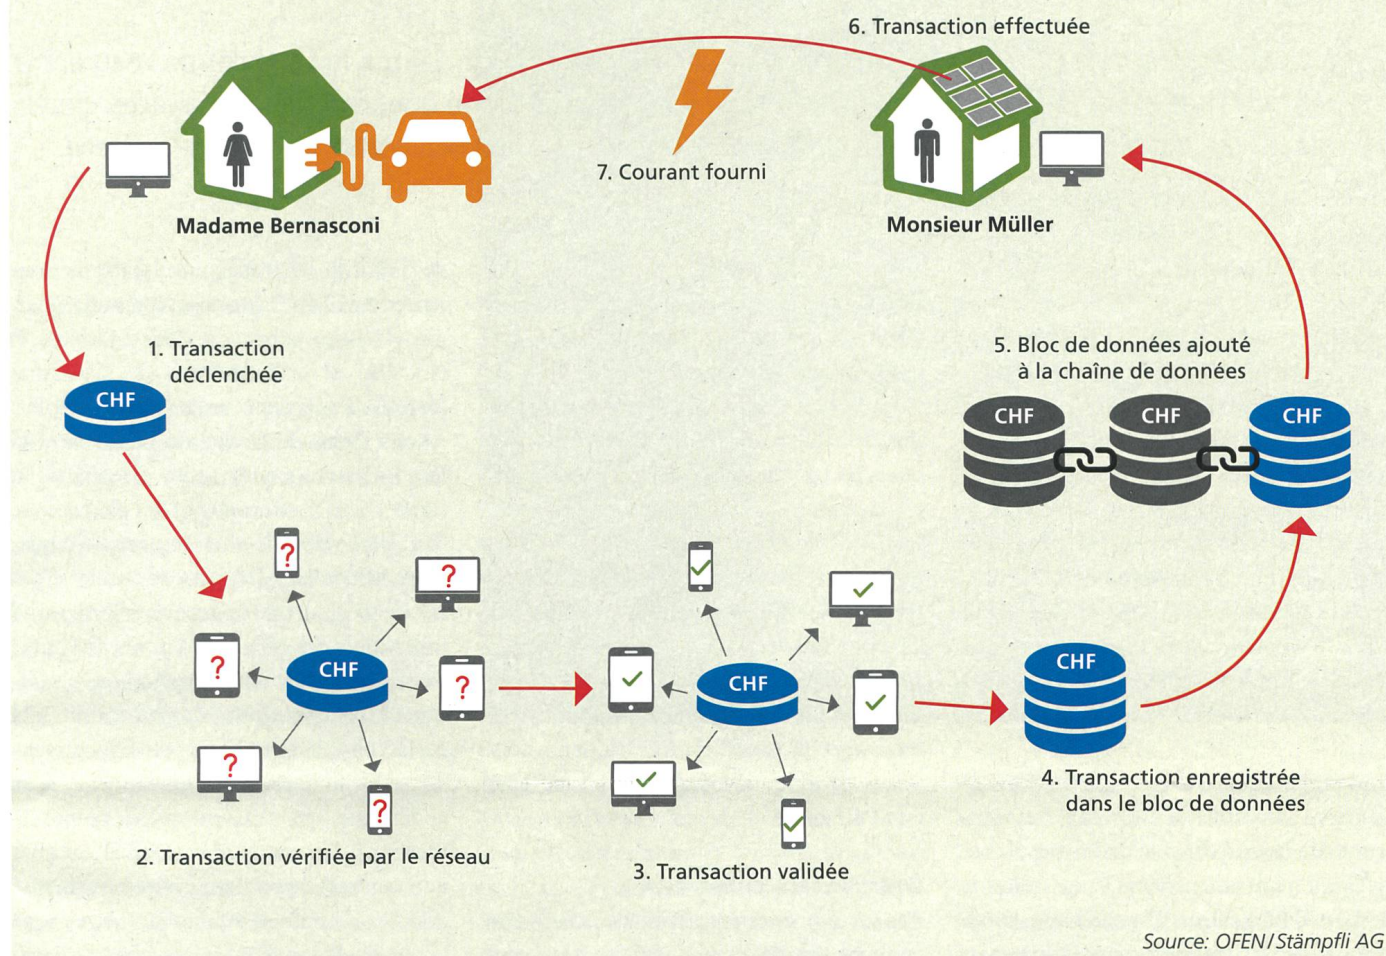 6. Transaction effectuée
7. Courant fourni
Madame Bernasconi
Monsieur Müller
1. Transaction
déclenchée
CHF
5. Bloc de données ajouté
à la chaîne de données
CHF
CHF
CHF
?
?
?
?
?
?
CHF
CHF
CHF
4. Transaction enregistrée
dans le bloc de données
2. Transaction vérifiée par le réseau
3. Transaction validée
Source: OFEN/Stämpfli AG